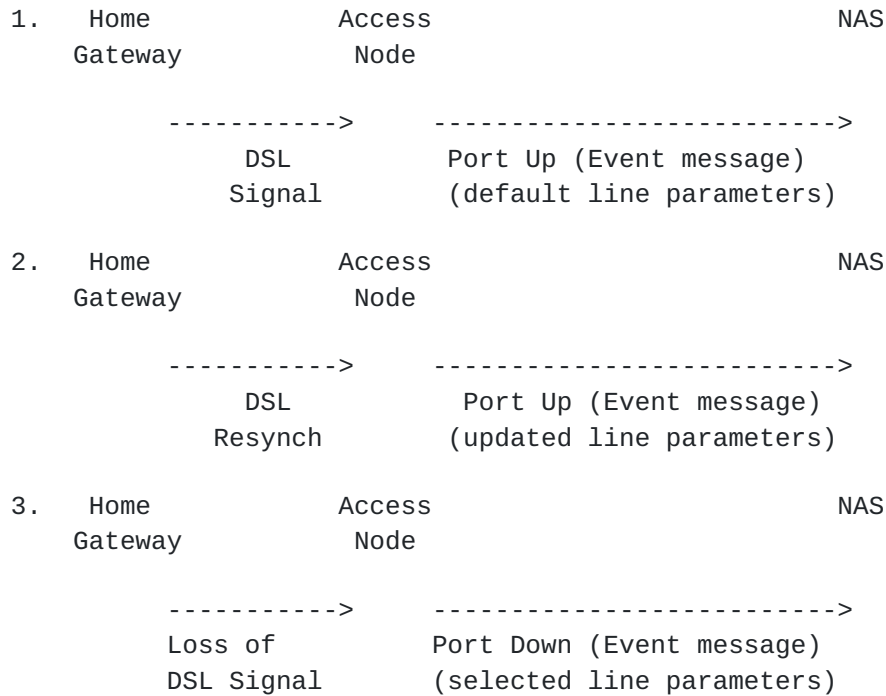 1.   Home            Access                          NAS
    Gateway           Node
          ----------->     -------------------------->
               DSL          Port Up (Event message)
              Signal        (default line parameters)
2.   Home            Access                          NAS
    Gateway           Node
          ----------->     -------------------------->
               DSL           Port Up (Event message)
             Resynch        (updated line parameters)
3.   Home            Access                          NAS
    Gateway           Node
          ----------->     -------------------------->
          Loss of          Port Down (Event message)
          DSL Signal       (selected line parameters)